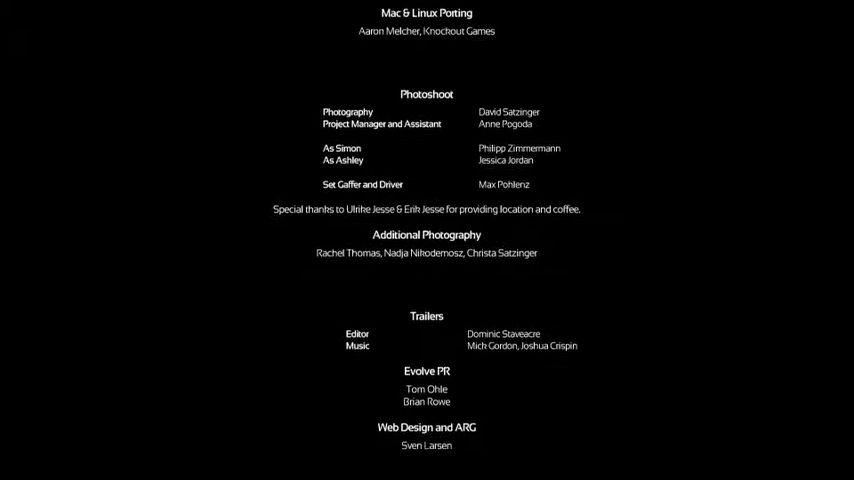 Mac & Linux Porting
Aaron Melcher, Knockout Games
Photoshoot
Photography David Satzinger
Project Manager and Assistant Anne Pogoda
As Simon Philipp Zimmermann
As Ashley Jessica Jordan
Set Gaffer and Driver Max Pohlenz
Special thanks to Ulrike Jesse & Erik Jesse for providing location and coffee.
Additional Photography
Rachel Thomas, Nadja Nikodemosz, Christa Satzinger
Trailers
Editor Dominic Staveacre
Music Mick Gordon, Joshua Crispin
Evolve PR
Tom Ohle
Brian Rowe
Web Design and ARG
Sven Larsen